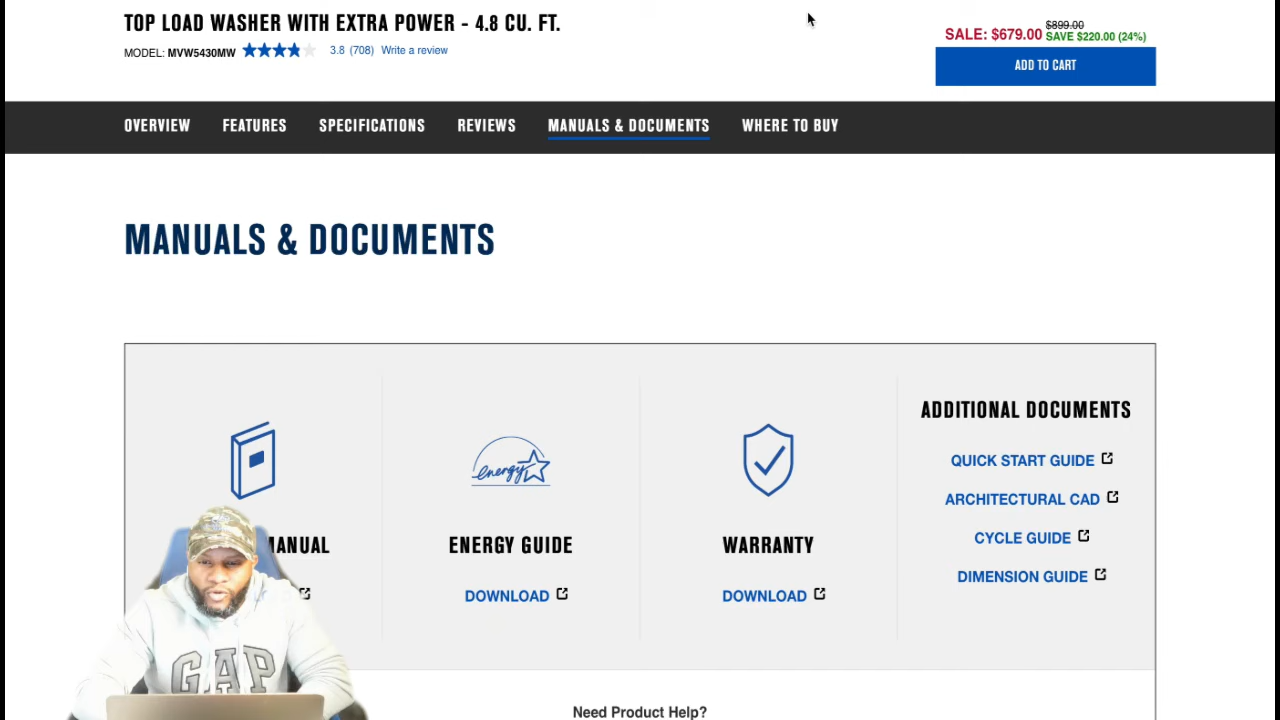 TOP LOAD WASHER WITH EXTRA POWER - 4.8 CU. FT.
MODEL: MVW5430MW 3.8 (708) Write a review
SALE: $679.00 $899.00 SAVE $220.00 (24%)
ADD TO CART
OVERVIEW FEATURES SPECIFICATIONS REVIEWS MANUALS & DOCUMENTS WHERE TO BUY
MANUALS & DOCUMENTS
MANUAL
energy
ENERGY GUIDE
DOWNLOAD
WARRANTY
DOWNLOAD
ADDITIONAL DOCUMENTS
QUICK START GUIDE
ARCHITECTURAL CAD
CYCLE GUIDE
DIMENSION GUIDE
GAP
Need Product Help?